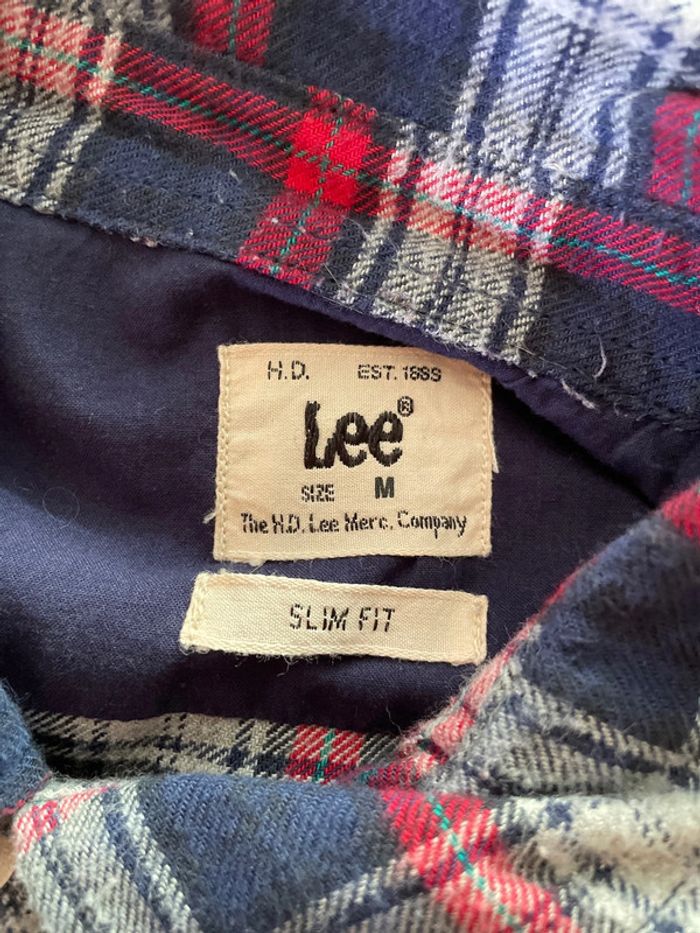 H.D. EST. 1889
Lee®
SIZE M
The H.D. Lee Merc. Company
SLIM FIT